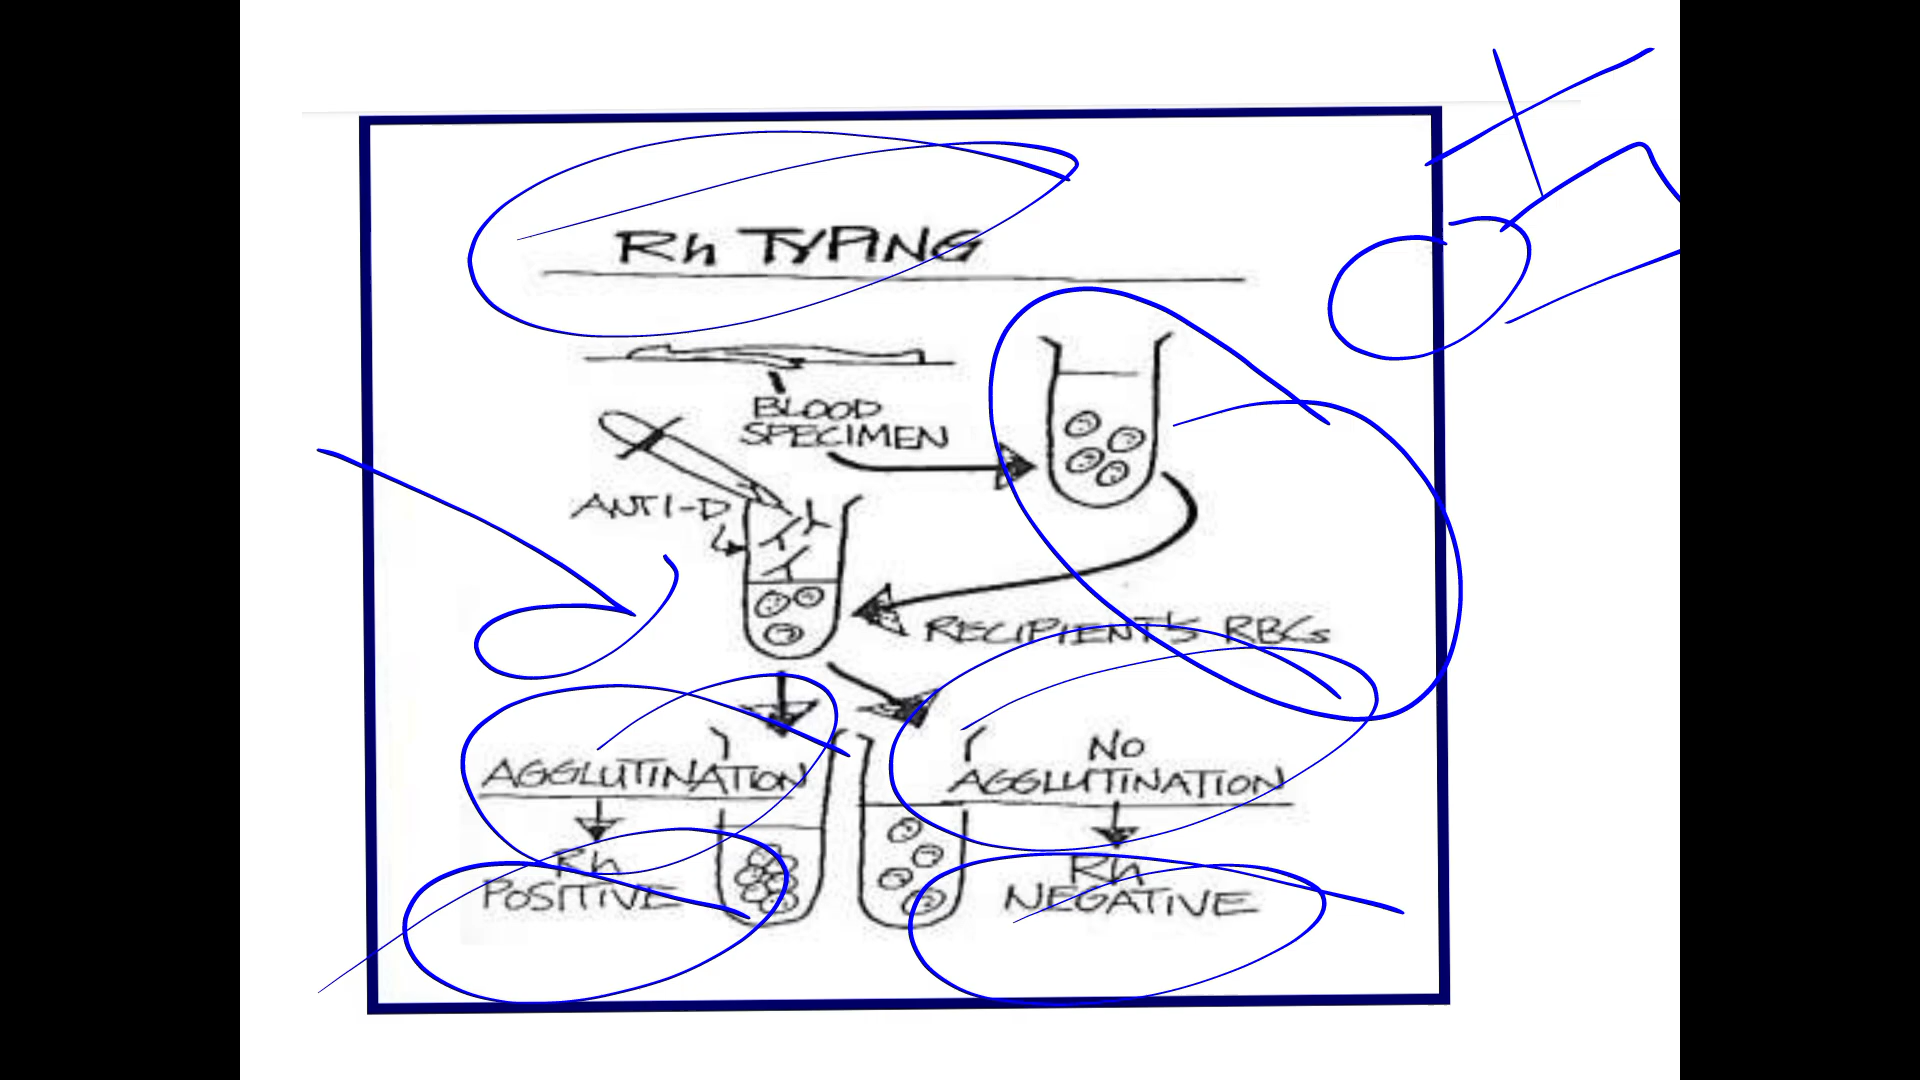 Rh TYPING
BLOOD
SPECIMEN
ANTI-D
RECIPIENT'S RBCs
AGGLUTINATION
Rh
POSITIVE
NO
AGGLUTINATION
Rh
NEGATIVE